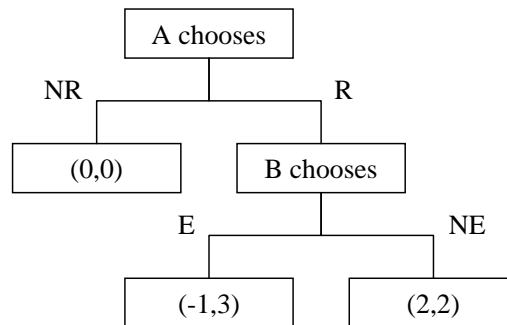 A chooses
NR R
(0,0) B chooses
E NE
(-1,3) (2,2)